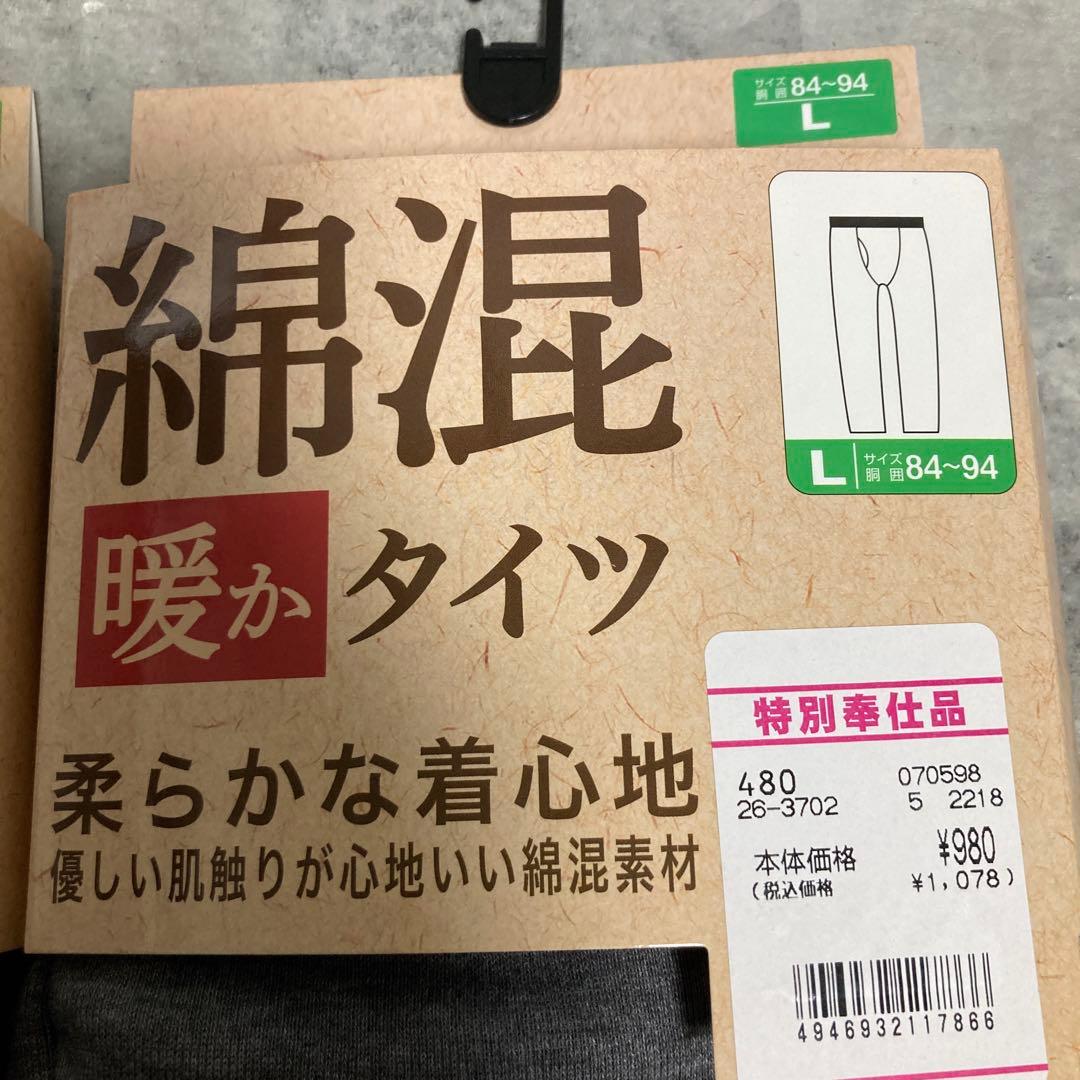 サイズ
胴囲 84~94
L
綿混
L サイズ 胴囲 84~94
暖か タイツ
柔らかな着心地
優しい肌触りが心地いい綿混素材
特別奉仕品
480 070598
26-3702 5 2218
本体価格 ¥980
(税込価格 ¥1,078)
4946932117866